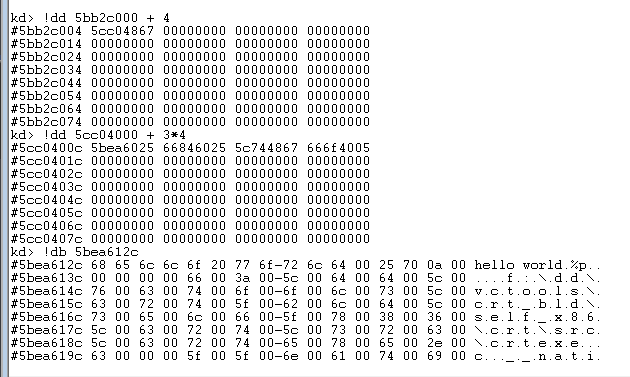 kd> !dd 5bb2c000 + 4
#5bb2c004 5cc04867 00000000 00000000 00000000
#5bb2c014 00000000 00000000 00000000 00000000
#5bb2c024 00000000 00000000 00000000 00000000
#5bb2c034 00000000 00000000 00000000 00000000
#5bb2c044 00000000 00000000 00000000 00000000
#5bb2c054 00000000 00000000 00000000 00000000
#5bb2c064 00000000 00000000 00000000 00000000
#5bb2c074 00000000 00000000 00000000 00000000
kd> !dd 5cc04000 + 3*4
#5cc0400c 5bea6025 66846025 5c744867 666f4005
#5cc0401c 00000000 00000000 00000000 00000000
#5cc0402c 00000000 00000000 00000000 00000000
#5cc0403c 00000000 00000000 00000000 00000000
#5cc0404c 00000000 00000000 00000000 00000000
#5cc0405c 00000000 00000000 00000000 00000000
#5cc0406c 00000000 00000000 00000000 00000000
#5cc0407c 00000000 00000000 00000000 00000000
kd> !db 5bea612c
#5bea612c 68 65 6c 6c 6f 20 77 6f-72 6c 64 00 25 70 0a 00 hello world.%p..
#5bea613c 00 00 00 00 66 00 3a 00-5c 00 64 00 64 00 5c 00 ....f.:.\.d.d.\.
#5bea614c 76 00 63 00 74 00 6f 00-6f 00 6c 00 73 00 5c 00 v.c.t.o.o.l.s.\.
#5bea615c 63 00 72 00 74 00 5f 00-62 00 6c 00 64 00 5c 00 c.r.t._.b.l.d.\.
#5bea616c 73 00 65 00 6c 00 66 00-5f 00 78 00 38 00 36 00 s.e.l.f._.x.8.6.
#5bea617c 5c 00 63 00 72 00 74 00-5c 00 73 00 72 00 63 00 \.c.r.t.\.s.r.c.
#5bea618c 5c 00 63 00 72 00 74 00-65 00 78 00 65 00 2e 00 \.c.r.t.e.x.e...
#5bea619c 63 00 00 00 5f 00 5f 00-6e 00 61 00 74 00 69 00 c..._._.n.a.t.i.